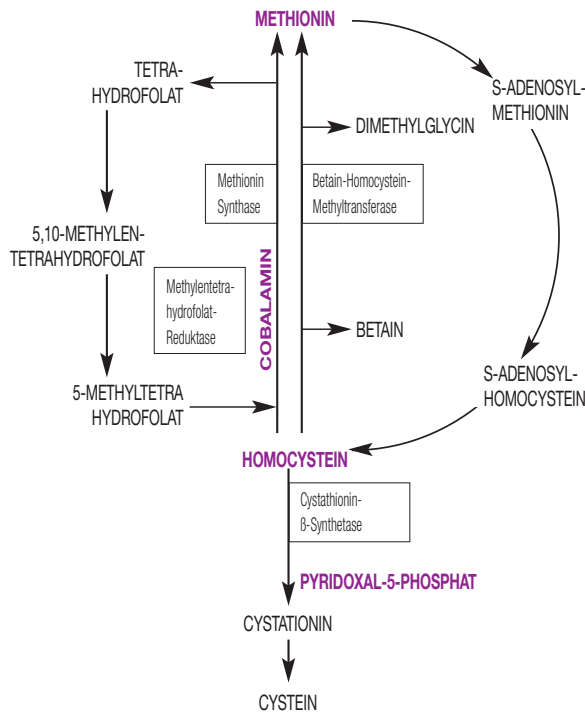 METHIONIN
TETRA-
HYDROFOLAT
S-ADENOSYL-
METHIONIN
DIMETHYLGLYCIN
Methionin
Synthase
Betain-Homocystein-
Methyltransferase
5,10-METHYLEN-
TETRAHYDROFOLAT
Methylentetra-
hydrofolat-
Reduktase
COBALAMIN
BETAIN
5-METHYLTETRA
HYDROFOLAT
S-ADENOSYL-
HOMOCYSTEIN
HOMOCYSTEIN
Cystathionin-
ß-Synthetase
PYRIDOXAL-5-PHOSPHAT
CYSTATIONIN
CYSTEIN